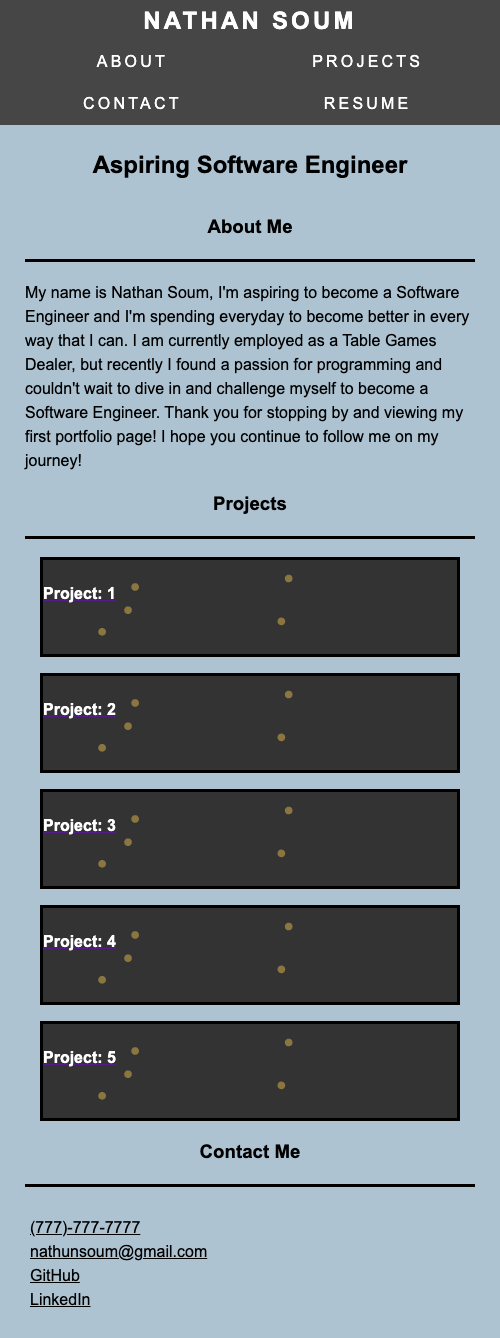 NATHAN SOUM
ABOUT PROJECTS
CONTACT RESUME
Aspiring Software Engineer
About Me
My name is Nathan Soum, I'm aspiring to become a Software
Engineer and I'm spending everyday to become better in every
way that I can. I am currently employed as a Table Games
Dealer, but recently I found a passion for programming and
couldn't wait to dive in and challenge myself to become a
Software Engineer. Thank you for stopping by and viewing my
first portfolio page! I hope you continue to follow me on my
journey!
Projects
Project: 1
Project: 2
Project: 3
Project: 4
Project: 5
Contact Me
(777)-777-7777
nathunsoum@gmail.com
GitHub
LinkedIn